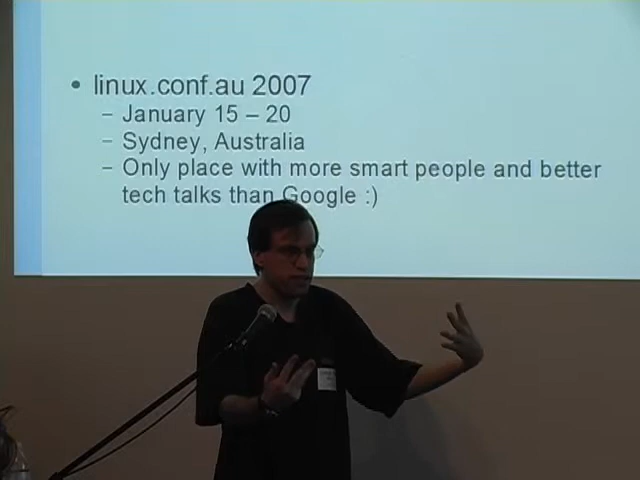 • linux.conf.au 2007
– January 15 – 20
– Sydney, Australia
– Only place with more smart people and better
tech talks than Google :)